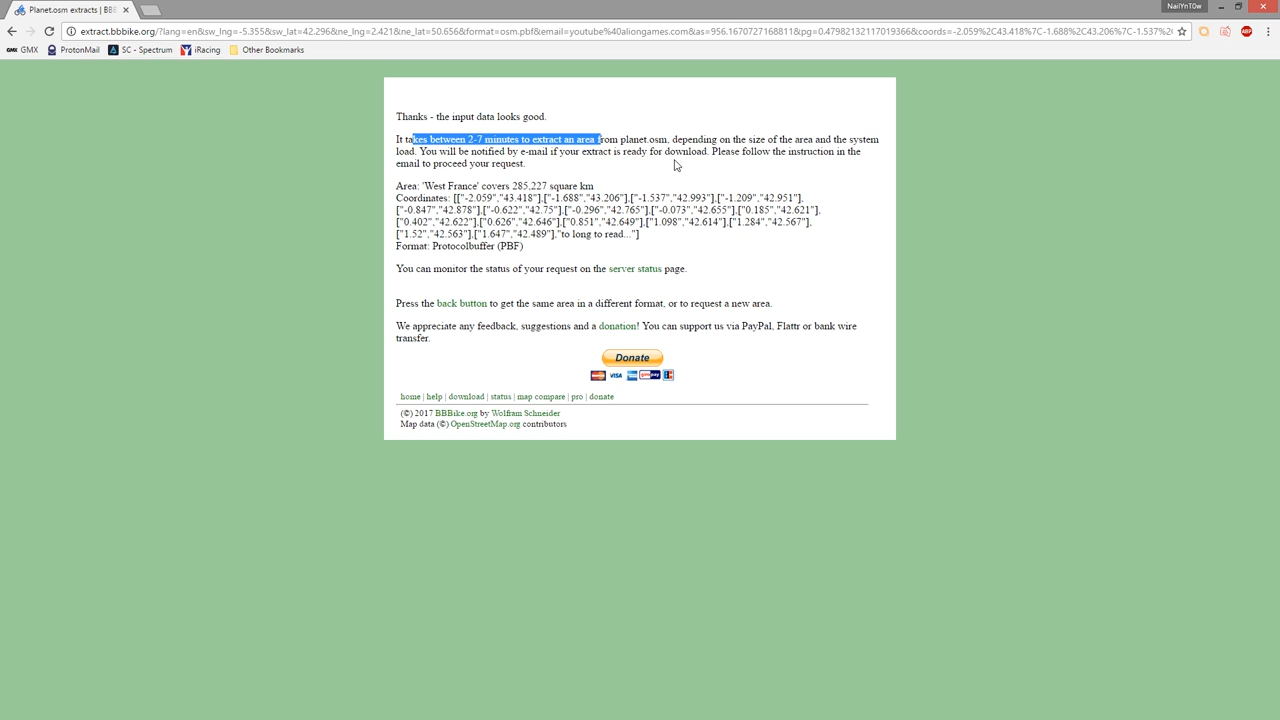 Planet.osm extracts | BBB
NailYnT0w
extract.bbbike.org/?lang=en&sw_lng=-5.355&sw_lat=42.296&ne_lng=2.421&ne_lat=50.656&format=osm.pbf&email=youtube%40aliongames.com&as=956.1670727168811&pg=0.47982132117019366&coords=-2.059%2C43.418%7C-1.688%2C43.206%7C-1.537%2C
GMX
ProtonMail
SC - Spectrum
iRacing
Other Bookmarks
Thanks - the input data looks good.
It takes between 2-7 minutes to extract an area from planet.osm, depending on the size of the area and the system
load. You will be notified by e-mail if your extract is ready for download. Please follow the instruction in the
email to proceed your request.
Area: 'West France' covers 285,227 square km
Coordinates: [["-2.059","43.418"],["-1.688","43.206"],["-1.537","42.993"],["-1.209","42.951"],
["-0.847","42.878"],["-0.622","42.75"],["-0.296","42.765"],["-0.073","42.655"],["0.185","42.621"],
["0.402","42.622"],["0.626","42.646"],["0.851","42.649"],["1.098","42.614"],["1.284","42.567"],
["1.52","42.563"],["1.647","42.489"],"to long to read..."]
Format: Protocolbuffer (PBF)
You can monitor the status of your request on the server status page.
Press the back button to get the same area in a different format, or to request a new area.
We appreciate any feedback, suggestions and a donation! You can support us via PayPal, Flattr or bank wire
transfer.
Donate
VISA
home | help | download | status | map compare | pro | donate
(©) 2017 BBBike.org by Wolfram Schneider
Map data (©) OpenStreetMap.org contributors